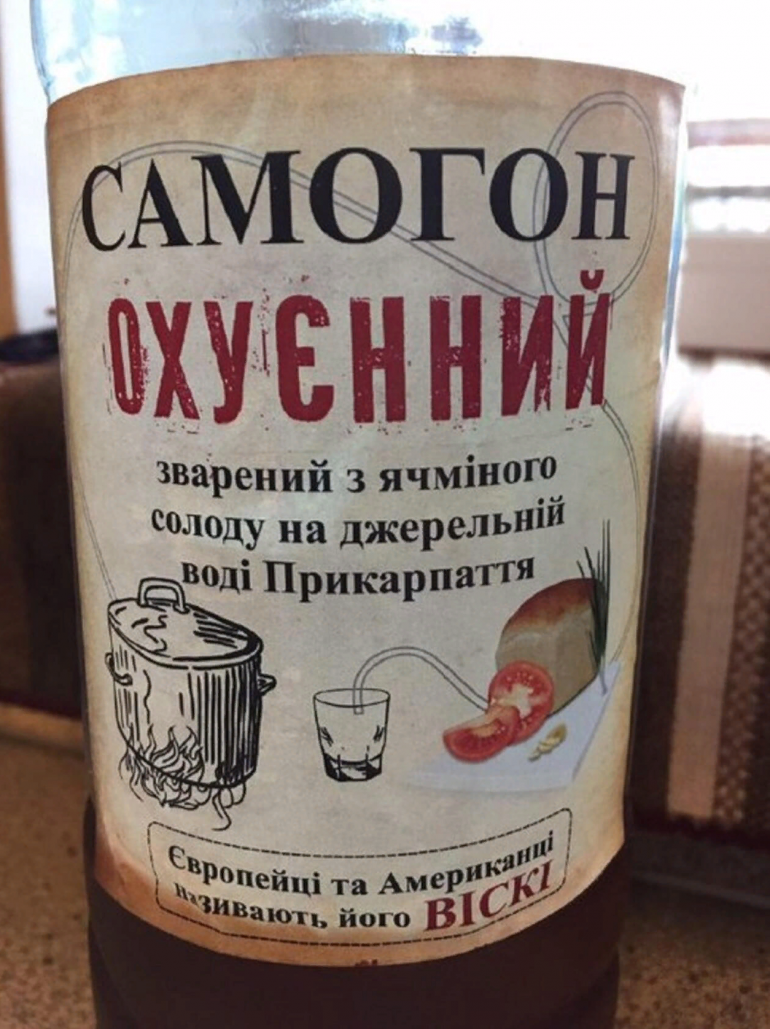 САМОГОН
ОХУЄННИЙ
зварений з ячміного
солоду на джерельній
воді Прикарпаття
Європейці та Американці
називають його ВІСКІ